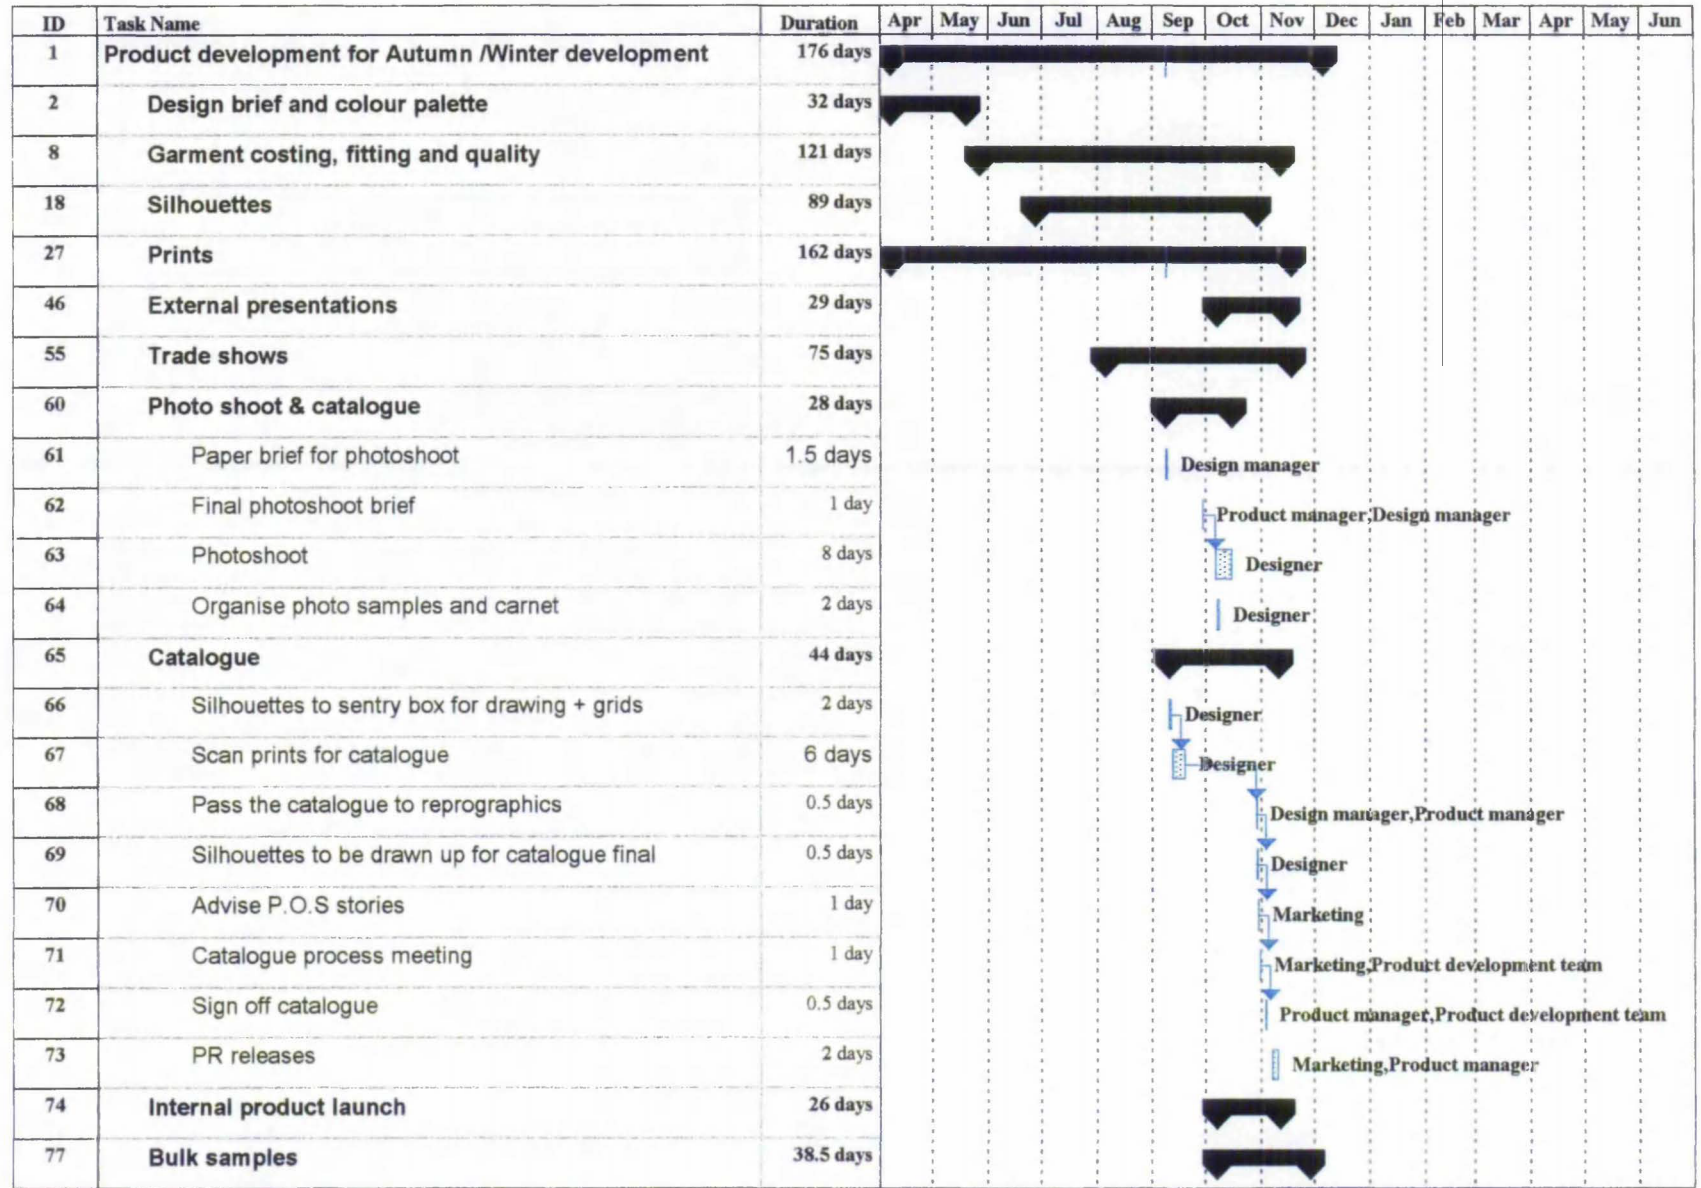 ID Task Name Duration Apr May Jun Jul Aug Sep Oct Nov Dec Jan Feb Mar Apr May Jun
1 Product development for Autumn /Winter development 176 days
2 Design brief and colour palette 32 days
8 Garment costing, fitting and quality 121 days
18 Silhouettes 89 days
27 Prints 162 days
46 External presentations 29 days
55 Trade shows 75 days
60 Photo shoot & catalogue 28 days
61 Paper brief for photoshoot 1.5 days Design manager
62 Final photoshoot brief 1 day Product manager,Design manager
63 Photoshoot 8 days Designer
64 Organise photo samples and carnet 2 days Designer
65 Catalogue 44 days
66 Silhouettes to sentry box for drawing + grids 2 days Designer
67 Scan prints for catalogue 6 days Designer
68 Pass the catalogue to reprographics 0.5 days Design manager,Product manager
69 Silhouettes to be drawn up for catalogue final 0.5 days Designer
70 Advise P.O.S stories 1 day Marketing
71 Catalogue process meeting 1 day Marketing,Product development team
72 Sign off catalogue 0.5 days Product manager,Product development team
73 PR releases 2 days Marketing,Product manager
74 Internal product launch 26 days
77 Bulk samples 38.5 days